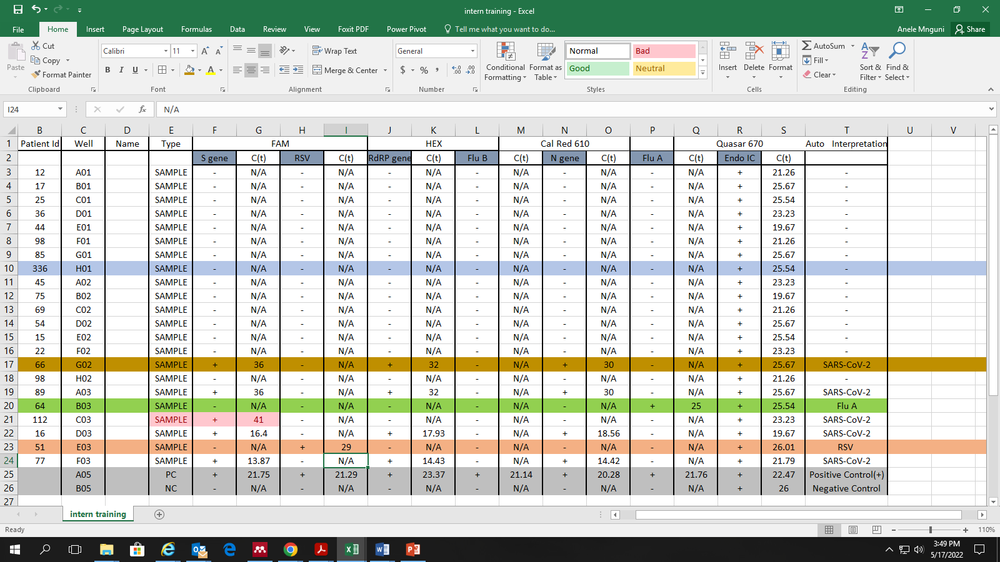 intern training - Excel
File Home Insert Page Layout Formulas Data Review View Foxit PDF Power Pivot Tell me what you want to do... Anele Mnguni Share
Paste
Cut
Copy
Format Painter
Clipboard
Calibri 11
B I U
Font
Wrap Text
Merge & Center
Alignment
General
$ % ,
Number
Conditional Formatting
Format as Table
Normal Bad
Good Neutral
Styles
Insert Delete Format
Cells
AutoSum
Fill
Clear
Sort & Filter
Find & Select
Editing
I24 fx N/A
B C D E F G H I J K L M N O P Q R S T U V
1 Patient Id Well Name Type FAM HEX Cal Red 610 Quasar 670 Auto Interpretation
2 S gene C(t) RSV C(t) RdRP gene C(t) Flu B C(t) N gene C(t) Flu A C(t) Endo IC C(t)
3 12 A01 SAMPLE - N/A - N/A - N/A - N/A - N/A - N/A + 21.26 -
4 17 B01 SAMPLE - N/A - N/A - N/A - N/A - N/A - N/A + 25.67 -
5 25 C01 SAMPLE - N/A - N/A - N/A - N/A - N/A - N/A + 25.54 -
6 36 D01 SAMPLE - N/A - N/A - N/A - N/A - N/A - N/A + 23.23 -
7 44 E01 SAMPLE - N/A - N/A - N/A - N/A - N/A - N/A + 19.67 -
8 98 F01 SAMPLE - N/A - N/A - N/A - N/A - N/A - N/A + 21.26 -
9 85 G01 SAMPLE - N/A - N/A - N/A - N/A - N/A - N/A + 25.67 -
10 336 H01 SAMPLE - N/A - N/A - N/A - N/A - N/A - N/A + 25.54 -
11 45 A02 SAMPLE - N/A - N/A - N/A - N/A - N/A - N/A + 23.23 -
12 75 B02 SAMPLE - N/A - N/A - N/A - N/A - N/A - N/A + 19.67 -
13 69 C02 SAMPLE - N/A - N/A - N/A - N/A - N/A - N/A + 21.26 -
14 54 D02 SAMPLE - N/A - N/A - N/A - N/A - N/A - N/A + 25.67 -
15 15 E02 SAMPLE - N/A - N/A - N/A - N/A - N/A - N/A + 25.54 -
16 22 F02 SAMPLE - N/A - N/A - N/A - N/A - N/A - N/A + 23.23 -
17 66 G02 SAMPLE + 36 - N/A + 32 - N/A + 30 - N/A + 25.67 SARS-CoV-2
18 98 H02 SAMPLE - N/A - N/A - N/A - N/A - N/A - N/A + 21.26 -
19 89 A03 SAMPLE + 36 - N/A + 32 - N/A + 30 - N/A + 25.67 SARS-CoV-2
20 64 B03 SAMPLE - N/A - N/A - N/A - N/A - N/A + 25 + 25.54 Flu A
21 112 C03 SAMPLE + 41 - N/A - N/A - N/A - N/A - N/A + 23.23 SARS-CoV-2
22 16 D03 SAMPLE + 16.4 - N/A + 17.93 - N/A + 18.56 - N/A + 19.67 SARS-CoV-2
23 51 E03 SAMPLE - N/A + 29 - N/A - N/A - N/A - N/A + 26.01 RSV
24 77 F03 SAMPLE + 13.87 - N/A + 14.43 - N/A + 14.42 - N/A + 21.79 SARS-CoV-2
25 A05 PC + 21.75 + 21.29 + 23.37 + 21.14 + 20.28 + 21.76 + 22.47 Positive Control(+)
26 B05 NC - N/A - N/A - N/A - N/A - N/A - N/A + 26 Negative Control
27
intern training
Ready 110%
3:49 PM
5/17/2022